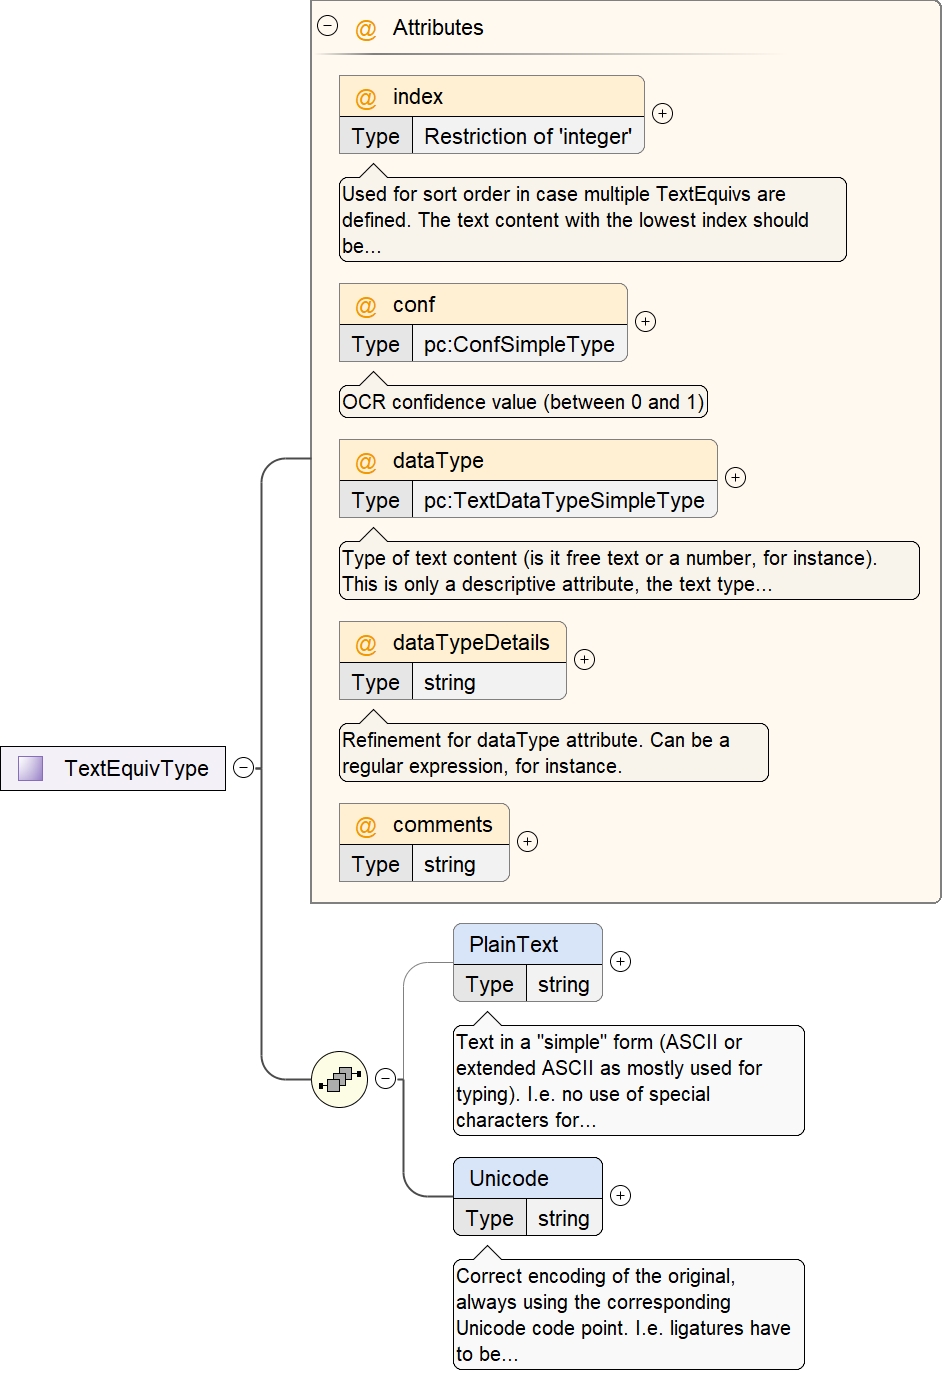 @ Attributes
@ index
Type Restriction of 'integer'
Used for sort order in case multiple TextEquivs are
defined. The text content with the lowest index should
be...
@ conf
Type pc:ConfSimpleType
OCR confidence value (between 0 and 1)
@ dataType
Type pc:TextDataTypeSimpleType
Type of text content (is it free text or a number, for instance).
This is only a descriptive attribute, the text type...
@ dataTypeDetails
Type string
Refinement for dataType attribute. Can be a
regular expression, for instance.
TextEquivType
@ comments
Type string
PlainText
Type string
Text in a "simple" form (ASCII or
extended ASCII as mostly used for
typing). I.e. no use of special
characters for...
Unicode
Type string
Correct encoding of the original,
always using the corresponding
Unicode code point. I.e. ligatures have
to be...